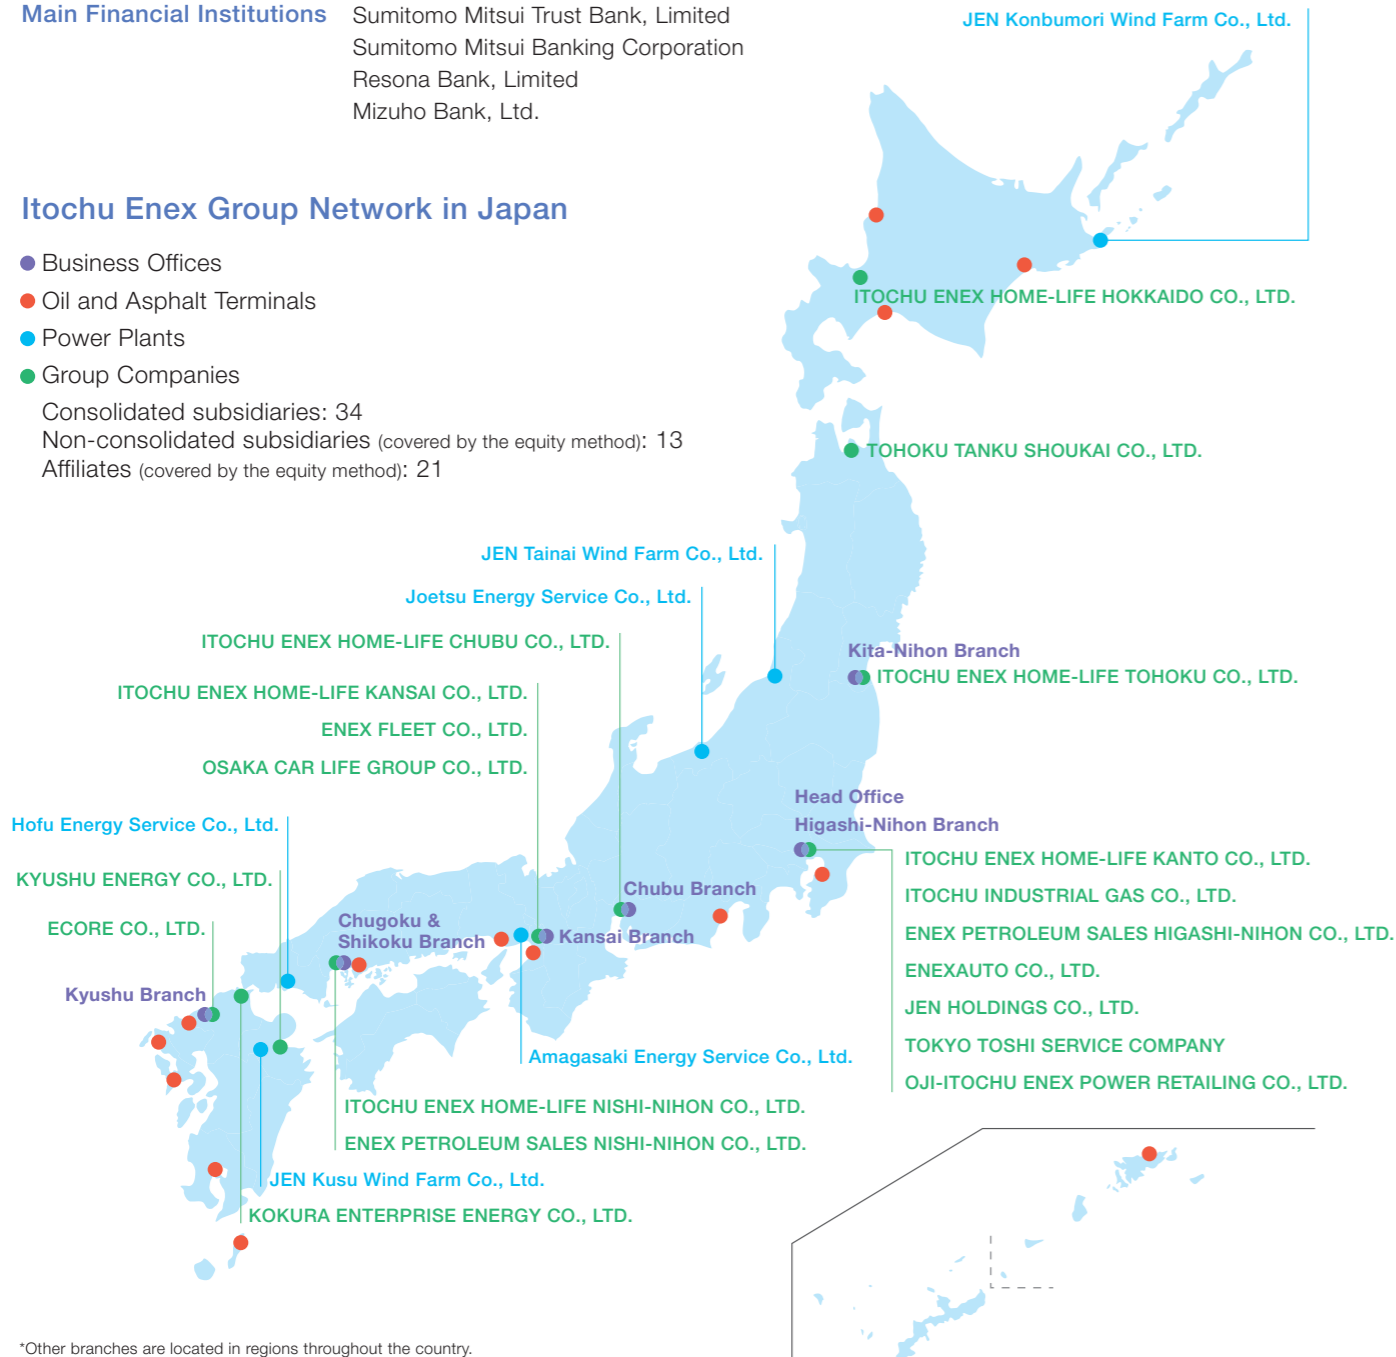 Main Financial Institutions
Sumitomo Mitsui Trust Bank, Limited
Sumitomo Mitsui Banking Corporation
Resona Bank, Limited
Mizuho Bank, Ltd.
JEN Konbumori Wind Farm Co., Ltd.
Itochu Enex Group Network in Japan
Business Offices
Oil and Asphalt Terminals
Power Plants
Group Companies
Consolidated subsidiaries: 34
Non-consolidated subsidiaries (covered by the equity method): 13
Affiliates (covered by the equity method): 21
ITOCHU ENEX HOME-LIFE HOKKAIDO CO., LTD.
TOHOKU TANKU SHOUKAI CO., LTD.
JEN Tainai Wind Farm Co., Ltd.
Joetsu Energy Service Co., Ltd.
ITOCHU ENEX HOME-LIFE CHUBU CO., LTD.
Kita-Nihon Branch
ITOCHU ENEX HOME-LIFE TOHOKU CO., LTD.
ITOCHU ENEX HOME-LIFE KANSAI CO., LTD.
ENEX FLEET CO., LTD.
OSAKA CAR LIFE GROUP CO., LTD.
Head Office
Higashi-Nihon Branch
Hofu Energy Service Co., Ltd.
ITOCHU ENEX HOME-LIFE KANTO CO., LTD.
ITOCHU INDUSTRIAL GAS CO., LTD.
ENEX PETROLEUM SALES HIGASHI-NIHON CO., LTD.
ENEXAUTO CO., LTD.
JEN HOLDINGS CO., LTD.
TOKYO TOSHI SERVICE COMPANY
OJI-ITOCHU ENEX POWER RETAILING CO., LTD.
KYUSHU ENERGY CO., LTD.
Chubu Branch
ECORE CO., LTD.
Chugoku &
Shikoku Branch
Kansai Branch
Kyushu Branch
Amagasaki Energy Service Co., Ltd.
ITOCHU ENEX HOME-LIFE NISHI-NIHON CO., LTD.
ENEX PETROLEUM SALES NISHI-NIHON CO., LTD.
JEN Kusu Wind Farm Co., Ltd.
KOKURA ENTERPRISE ENERGY CO., LTD.
*Other branches are located in regions throughout the country.